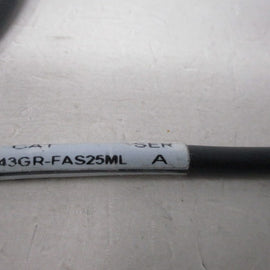 CAT SER
43GR-FAS25ML A